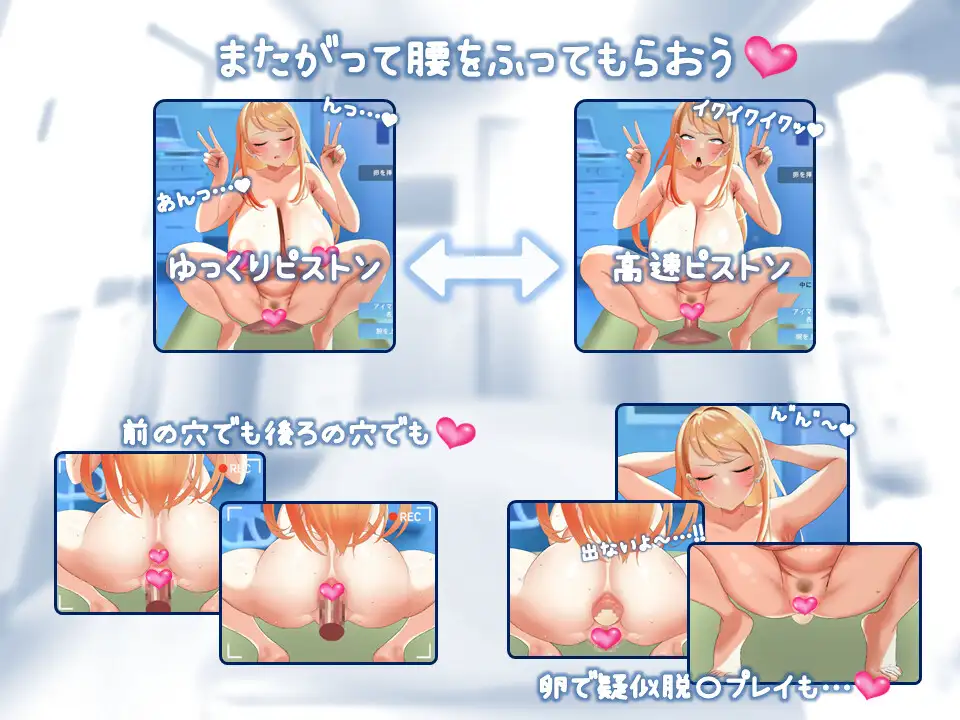 またがって腰をふってもらおう
んっ…
あんっ…
ゆっくりピストン
イクイクイクッ
高速ピストン
前の穴でも後ろの穴でも
REC
REC
ん゛ん゛~
出ないよ~…!!
卵で疑似脱〇プレイも…